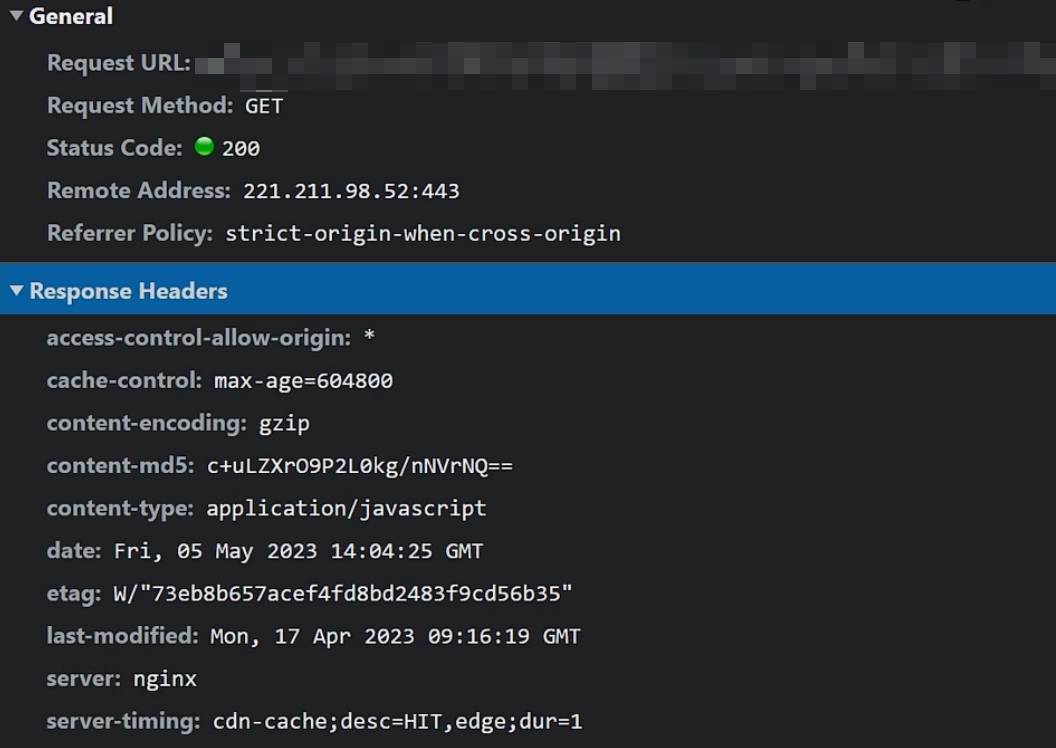 General
Request URL:
Request Method: GET
Status Code: 200
Remote Address: 221.211.98.52:443
Referrer Policy: strict-origin-when-cross-origin
Response Headers
access-control-allow-origin: *
cache-control: max-age=604800
content-encoding: gzip
content-md5: c+uLZXrO9P2L0kg/nNVrNQ==
content-type: application/javascript
date: Fri, 05 May 2023 14:04:25 GMT
etag: W/"73eb8b657acef4fd8bd2483f9cd56b35"
last-modified: Mon, 17 Apr 2023 09:16:19 GMT
server: nginx
server-timing: cdn-cache;desc=HIT,edge;dur=1